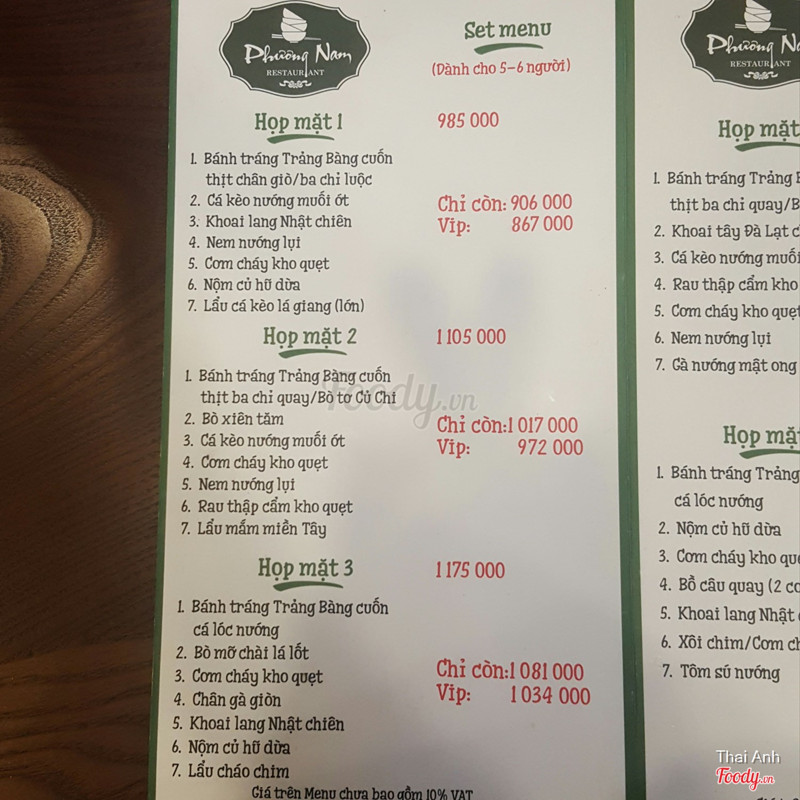 Phương Nam
RESTAURANT
Set menu
(Dành cho 5-6 người)
Họp mặt 1
985 000
1. Bánh tráng Trảng Bàng cuốn
thịt chân giò/ba chỉ luộc
2. Cá kèo nướng muối ớt
3. Khoai lang Nhật chiên
4. Nem nướng lụi
5. Cơm cháy kho quẹt
6. Nộm củ hũ dừa
7. Lẩu cá kèo lá giang (lớn)
Chỉ còn: 906 000
Vip: 867 000
Họp mặt 2
1 105 000
1. Bánh tráng Trảng Bàng cuốn
thịt ba chỉ quay/Bò tơ Củ Chi
2. Bò xiên tăm
3. Cá kèo nướng muối ớt
4. Cơm cháy kho quẹt
5. Nem nướng lụi
6. Rau thập cẩm kho quẹt
7. Lẩu mắm miền Tây
Chỉ còn:1 017 000
Vip: 972 000
Họp mặt 3
1 175 000
1. Bánh tráng Trảng Bàng cuốn
cá lóc nướng
2. Bò mỡ chài lá lốt
3. Cơm cháy kho quẹt
4. Chân gà giòn
5. Khoai lang Nhật chiên
6. Nộm củ hũ dừa
7. Lẩu cháo chim
Chỉ còn:1 081 000
Vip: 1 034 000
Giá trên Menu chưa bao gồm 10% VAT
Phương Na
RESTAURANT
Họp mặt
1. Bánh tráng Trảng
thịt ba chỉ quay/B
2. Khoai tây Đà Lạt c
3. Cá kèo nướng muối
4. Rau thập cẩm kho
5. Cơm cháy kho quẹt
6. Nem nướng lụi
7. Gà nướng mật ong
Họp mặt
1. Bánh tráng Trảng
cá lóc nướng
2. Nộm củ hũ dừa
3. Cơm cháy kho quẹ
4. Bồ câu quay (2 co
5. Khoai lang Nhật
6. Xôi chim/Cơm ch
7. Tôm sú nướng
Foody.vn
Thai Anh
Foody.vn